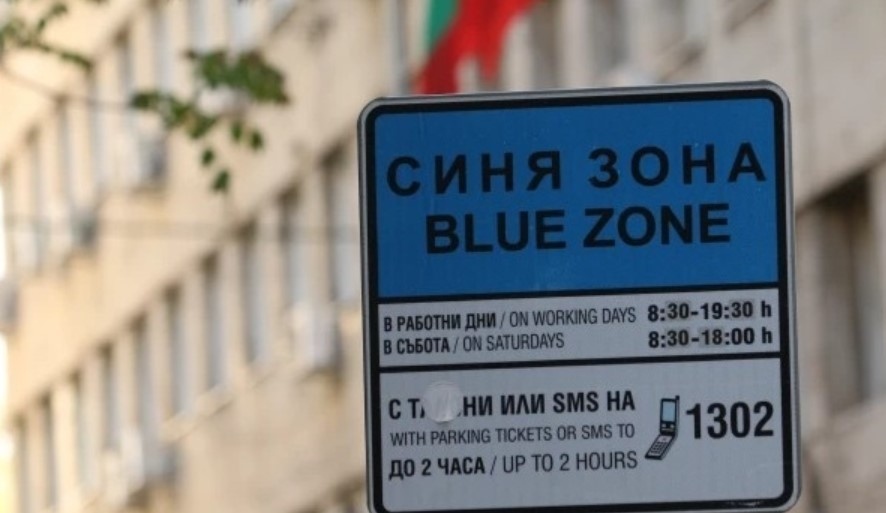 СИНЯ ЗОНА
BLUE ZONE
В РАБОТНИ ДНИ / ON WORKING DAYS 8:30-19:30 h
В СЪБОТА / ON SATURDAYS 8:30-18:00 h
С ИЛИ SMS НА
WITH PARKING TICKETS OR SMS TO
1302
ДО 2 ЧАСА / UP TO 2 HOURS